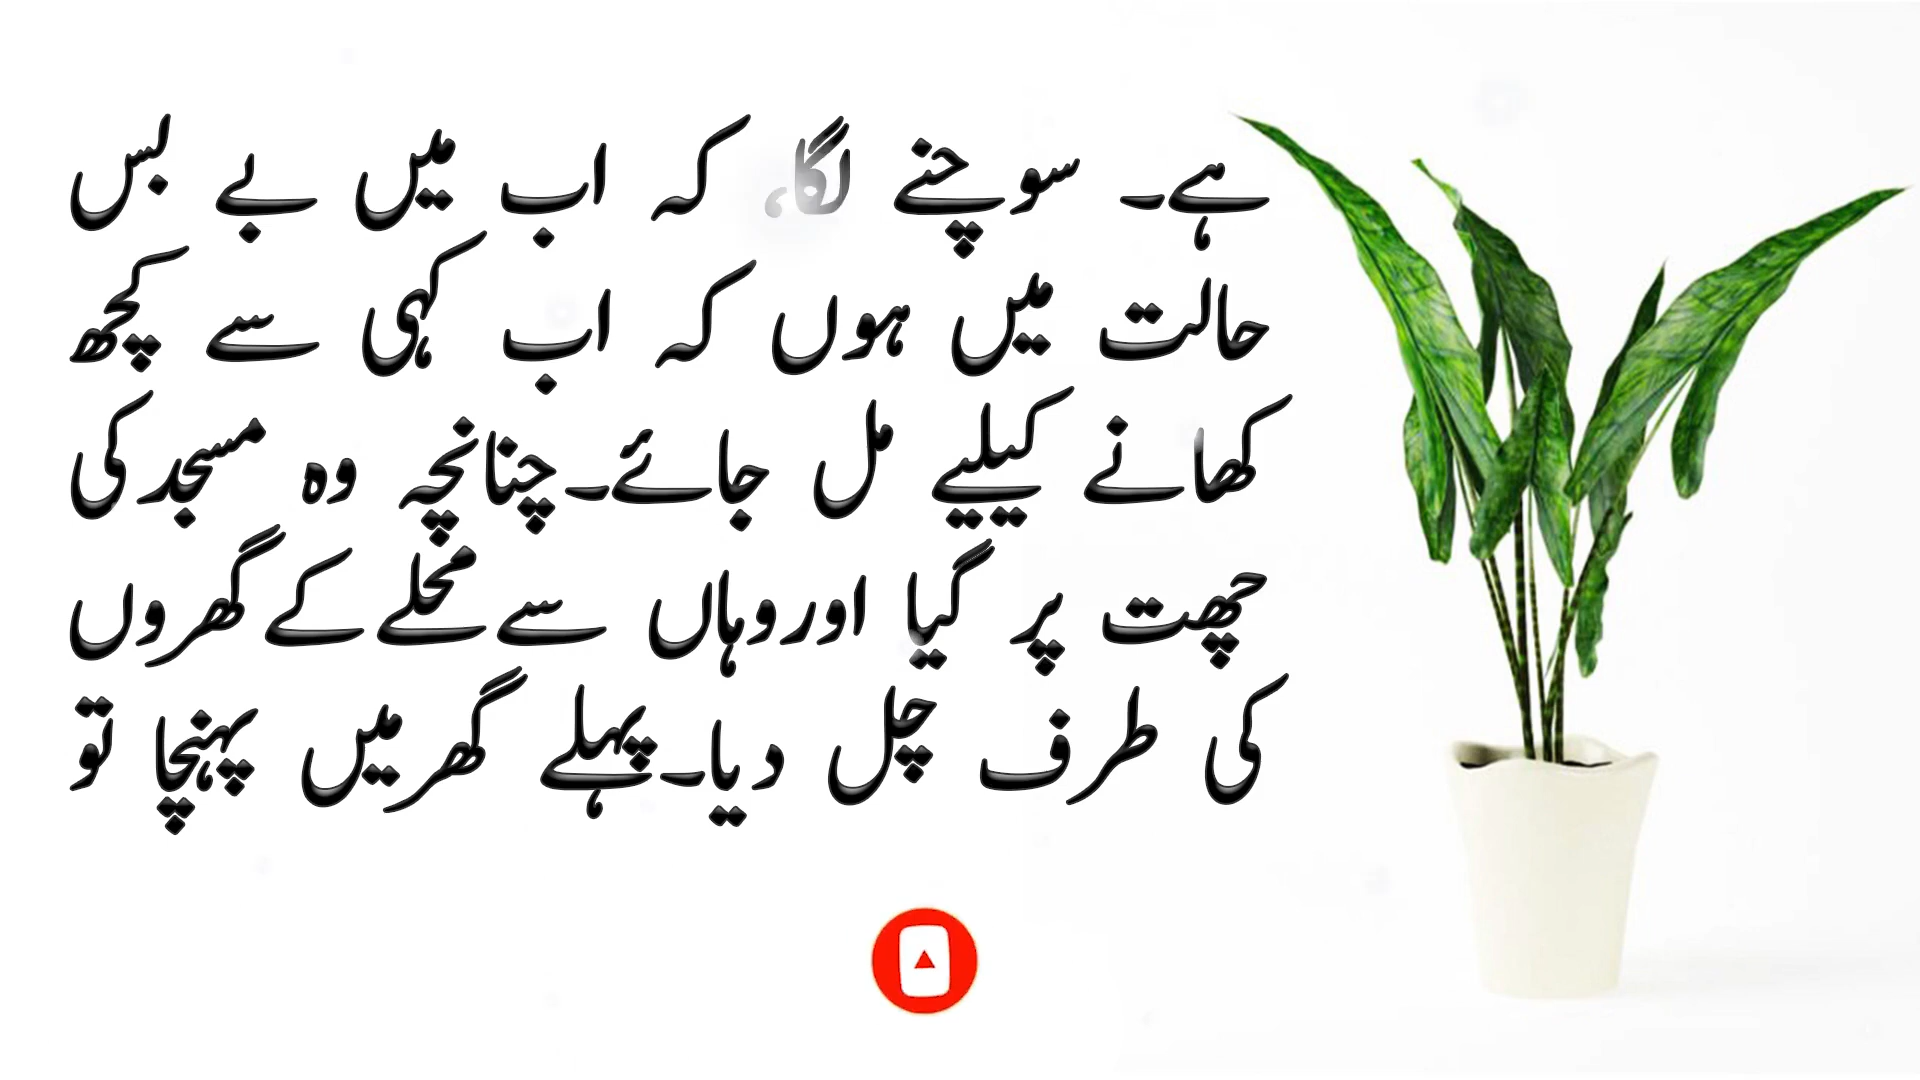 ہے۔ سوچنے لگا، کہ اب میں بے بس
حالت میں ہوں کہ اب کہی سے کچھ
کھانے کیلیے مل جائے۔ چنانچہ وہ مسجد کی
چھت پر گیا اور وہاں سے محلے کے گھروں
کی طرف چل دیا۔ پہلے گھر میں پہنچا تو